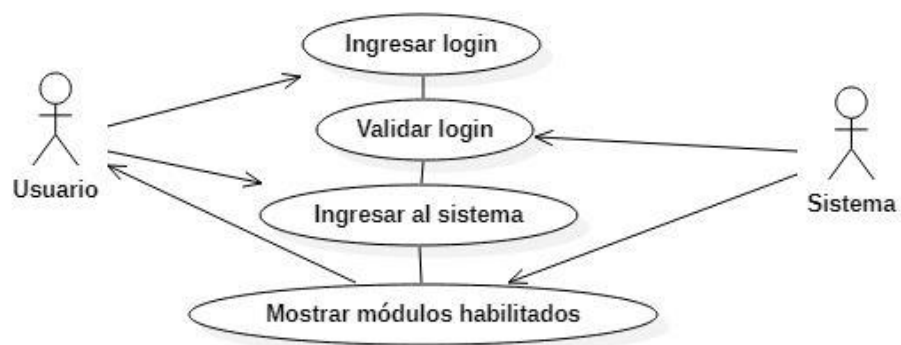 Ingresar login
Validar login
Usuario
Ingresar al sistema
Sistema
Mostrar módulos habilitados